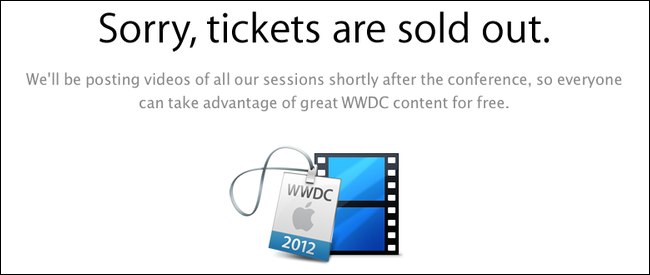 Sorry, tickets are sold out.
We'll be posting videos of all our sessions shortly after the conference, so everyone
can take advantage of great WWDC content for free.
WWDC
2012